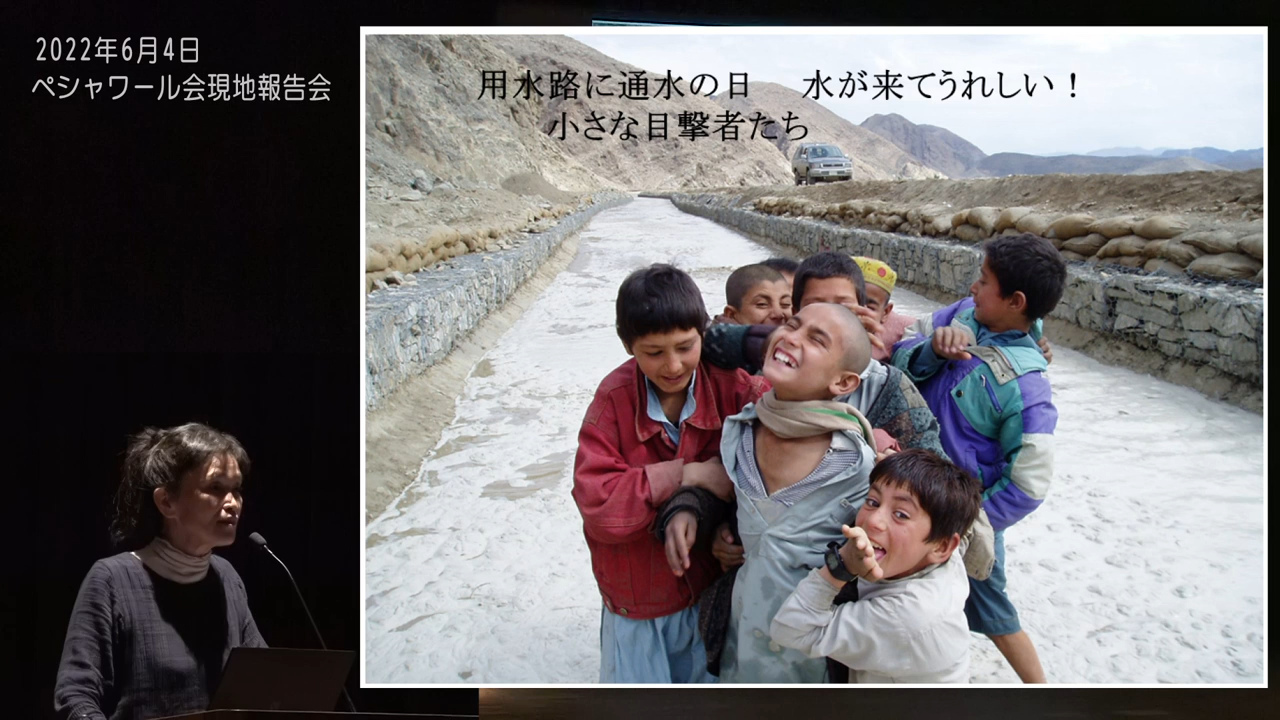 2022年6月4日
ペシャワール会現地報告会
用水路に通水の日　水が来てうれしい！
小さな目撃者たち